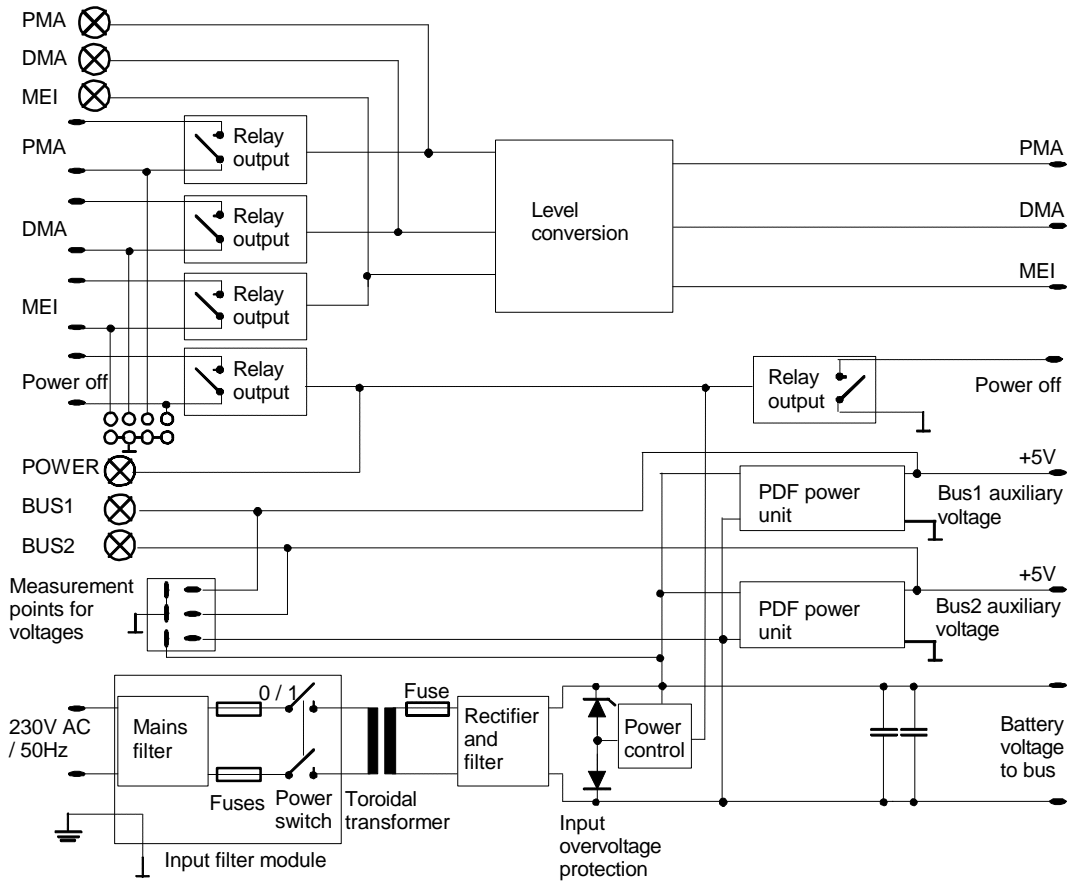 PMA
DMA
MEI
PMA
Relay
output
DMA
Relay
output
MEI
Relay
output
Power off
Relay
output
Level
conversion
PMA
DMA
MEI
Relay
output
Power off
POWER
BUS1
BUS2
PDF power
unit
+5V
Bus1 auxiliary
voltage
Measurement
points for
voltages
PDF power
unit
+5V
Bus2 auxiliary
voltage
230V AC
/ 50Hz
Mains
filter
0 / 1
Fuses
Power
switch
Toroidal
transformer
Fuse
Rectifier
and
filter
Power
control
Input
overvoltage
protection
Battery
voltage
to bus
Input filter module